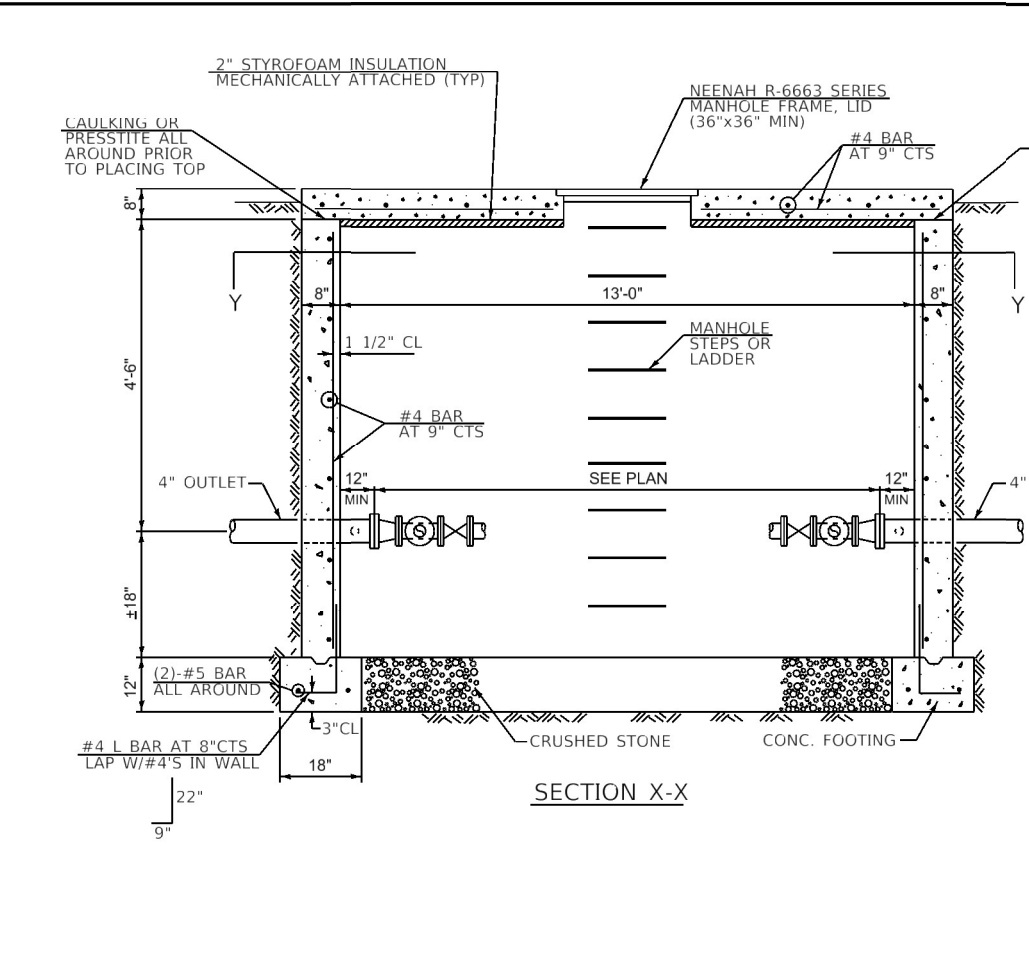 2" STYROFOAM INSULATION
MECHANICALLY ATTACHED (TYP)
NEENAH R-6663 SERIES
MANHOLE FRAME, LID
(36"x36" MIN)
CAULKING OR
PRESSTITE ALL
AROUND PRIOR
TO PLACING TOP
#4 BAR
AT 9" CTS
8"
Y
Y
8"
13'-0"
8"
1 1/2" CL
MANHOLE
STEPS OR
LADDER
4'-6"
#4 BAR
AT 9" CTS
4" OUTLET
12"
MIN
SEE PLAN
12"
MIN
4"
±18"
(2)-#5 BAR
ALL AROUND
12"
3"CL
#4 L BAR AT 8"CTS
LAP W/#4'S IN WALL
18"
CRUSHED STONE
CONC. FOOTING
22"
9"
SECTION X-X